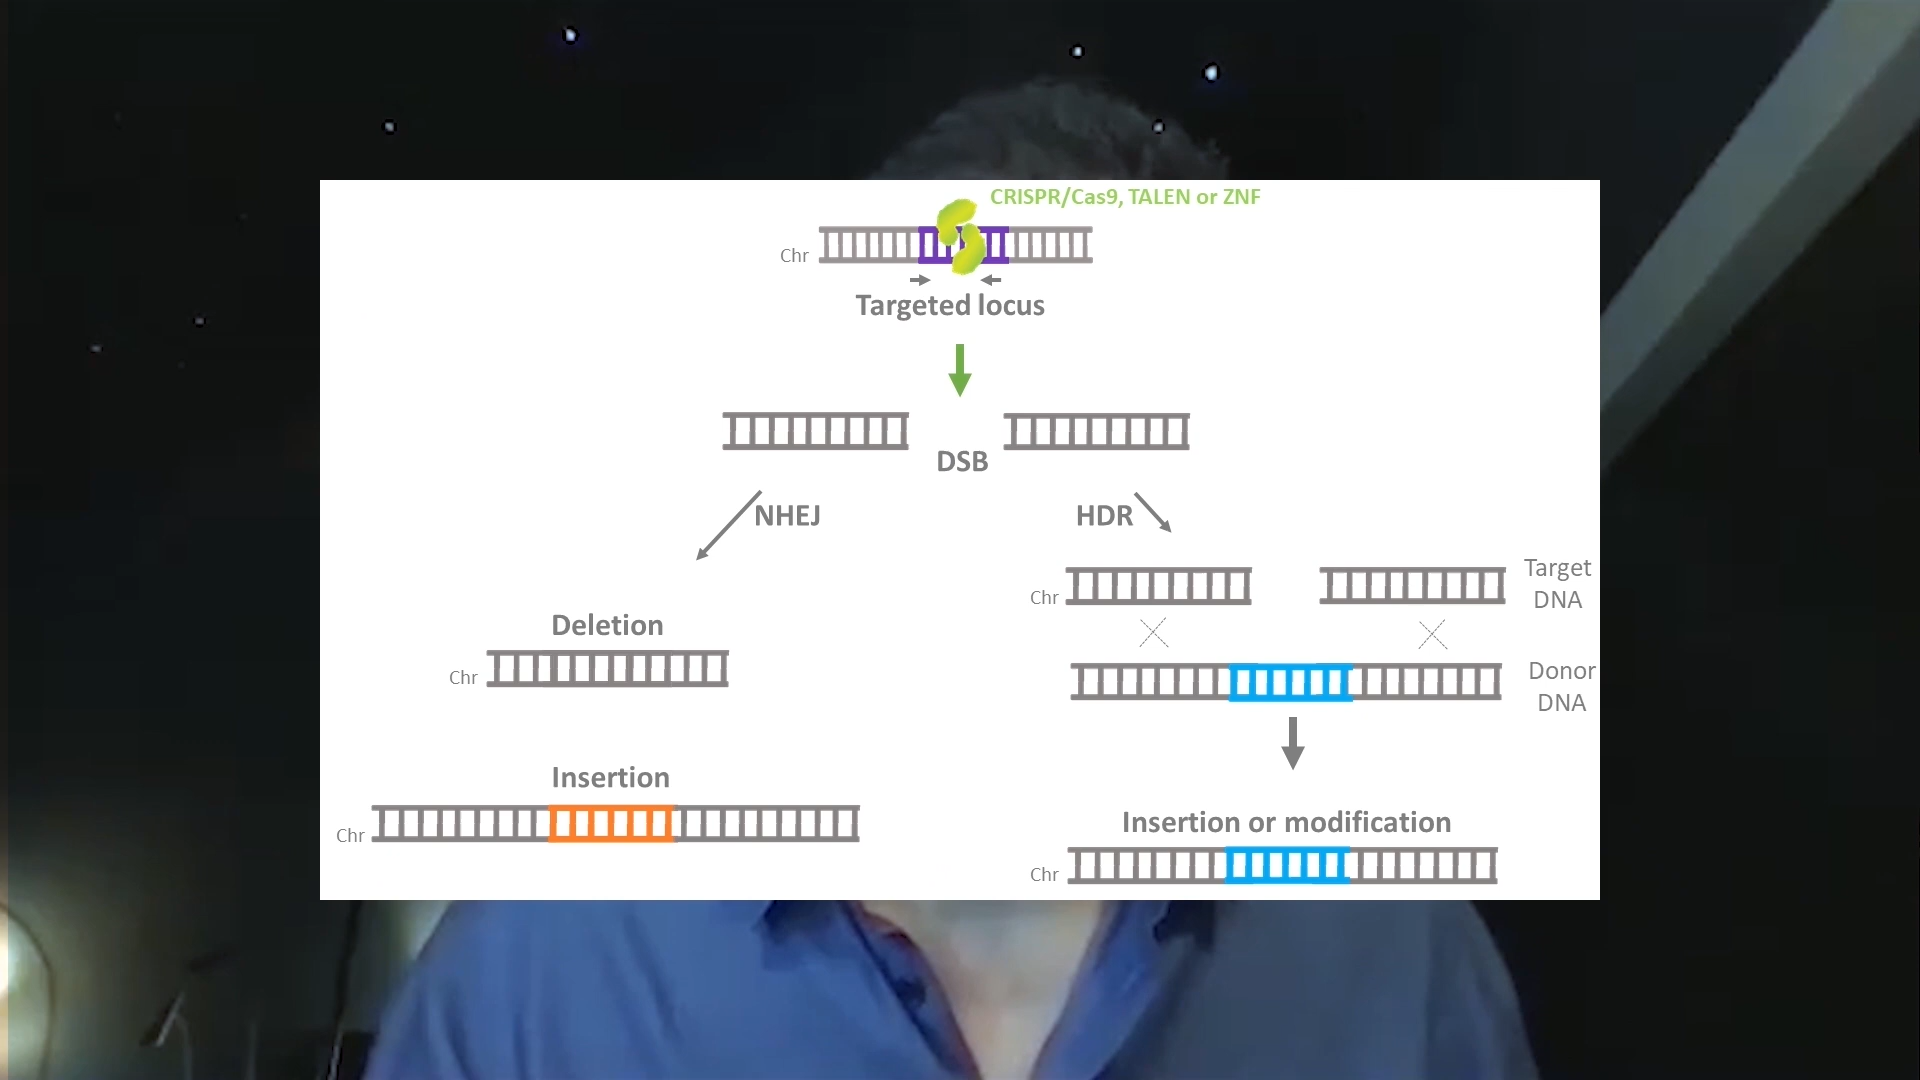 CRISPR/Cas9, TALEN or ZNF
Chr
Targeted locus
DSB
NHEJ
HDR
Target
DNA
Chr
Deletion
Chr
Donor
DNA
Insertion
Chr
Insertion or modification
Chr